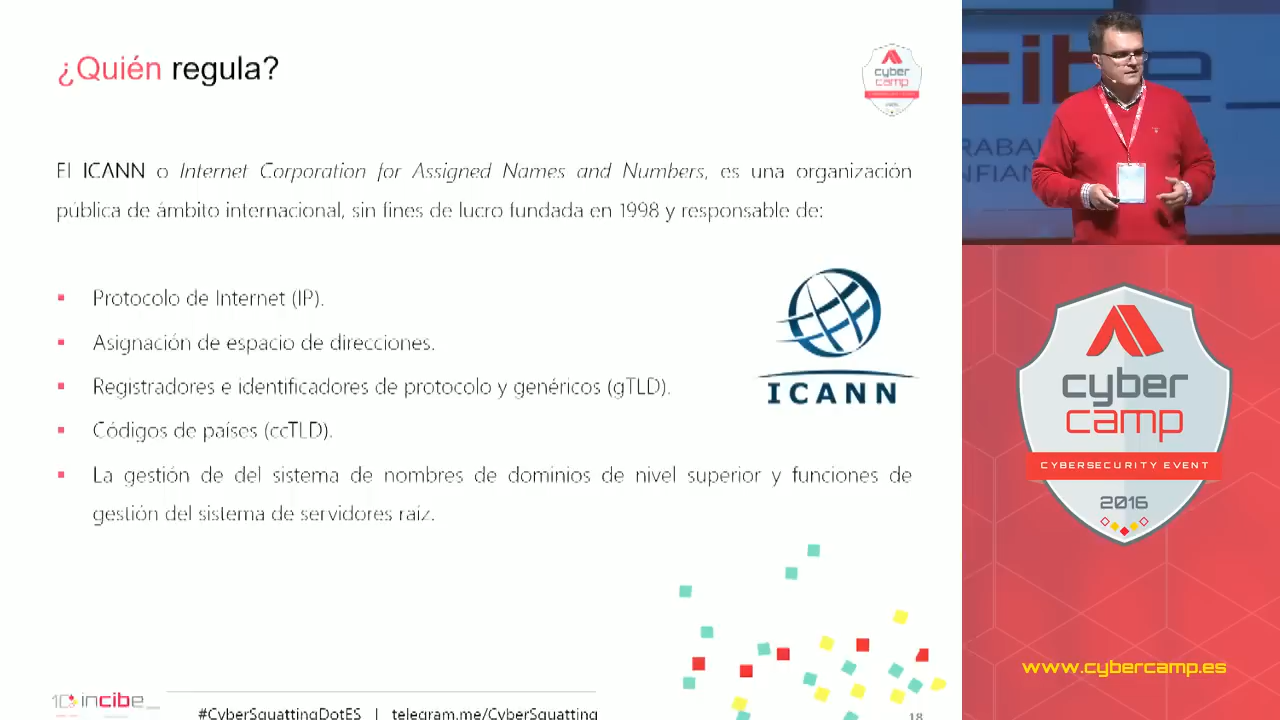 ¿Quién regula?
cyber
camp
El ICANN o Internet Corporation for Assigned Names and Numbers, es una organización
pública de ámbito internacional, sin fines de lucro fundada en 1998 y responsable de:
Protocolo de Internet (IP).
Asignación de espacio de direcciones.
Registradores e identificadores de protocolo y genéricos (gTLD).
Códigos de países (ccTLD).
La gestión de del sistema de nombres de dominios de nivel superior y funciones de
gestión del sistema de servidores raíz.
ICANN
incibe_
#CyberSquattingDotES | telegram.me/CyberSquatting
18
cyber
camp
CYBERSECURITY EVENT
2016
www.cybercamp.es